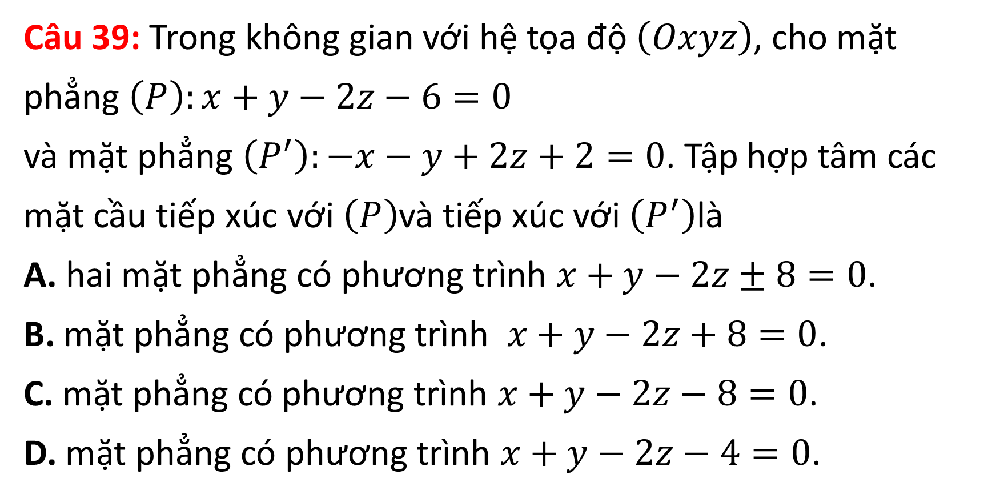 Câu 39: Trong không gian với hệ tọa độ (Oxyz), cho mặt
phẳng (P): x + y − 2z − 6 = 0
và mặt phẳng (P′): −x − y + 2z + 2 = 0. Tập hợp tâm các
mặt cầu tiếp xúc với (P)và tiếp xúc với (P′)là
A. hai mặt phẳng có phương trình x + y − 2z ± 8 = 0.
B. mặt phẳng có phương trình x + y − 2z + 8 = 0.
C. mặt phẳng có phương trình x + y − 2z − 8 = 0.
D. mặt phẳng có phương trình x + y − 2z − 4 = 0.